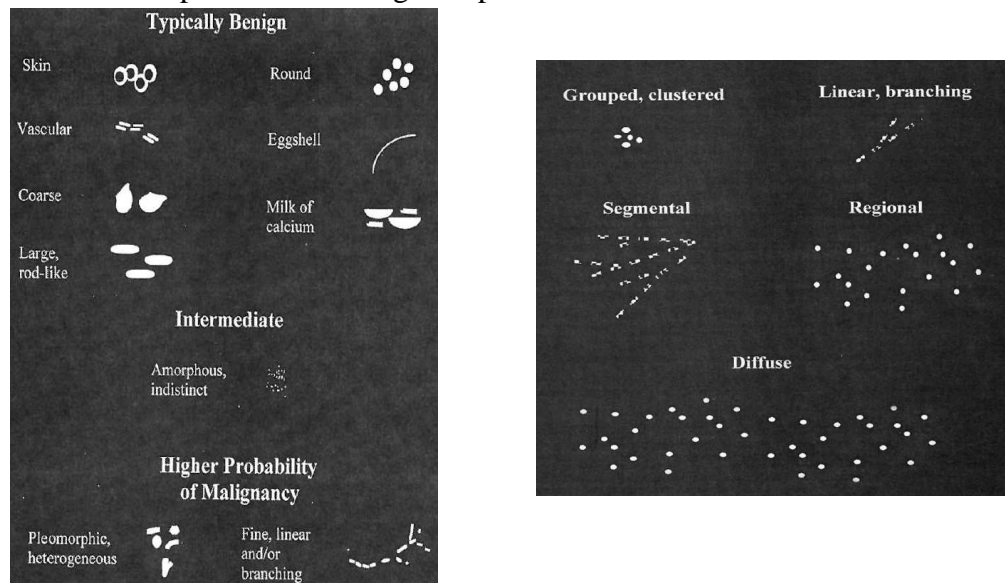 Typically Benign
Skin
Round
Vascular
Eggshell
Coarse
Milk of
calcium
Large,
rod-like
Intermediate
Amorphous,
indistinct
Higher Probability
of Malignancy
Pleomorphic,
heterogeneous
Fine, linear
and/or
branching
Grouped, clustered
Linear, branching
Segmental
Regional
Diffuse